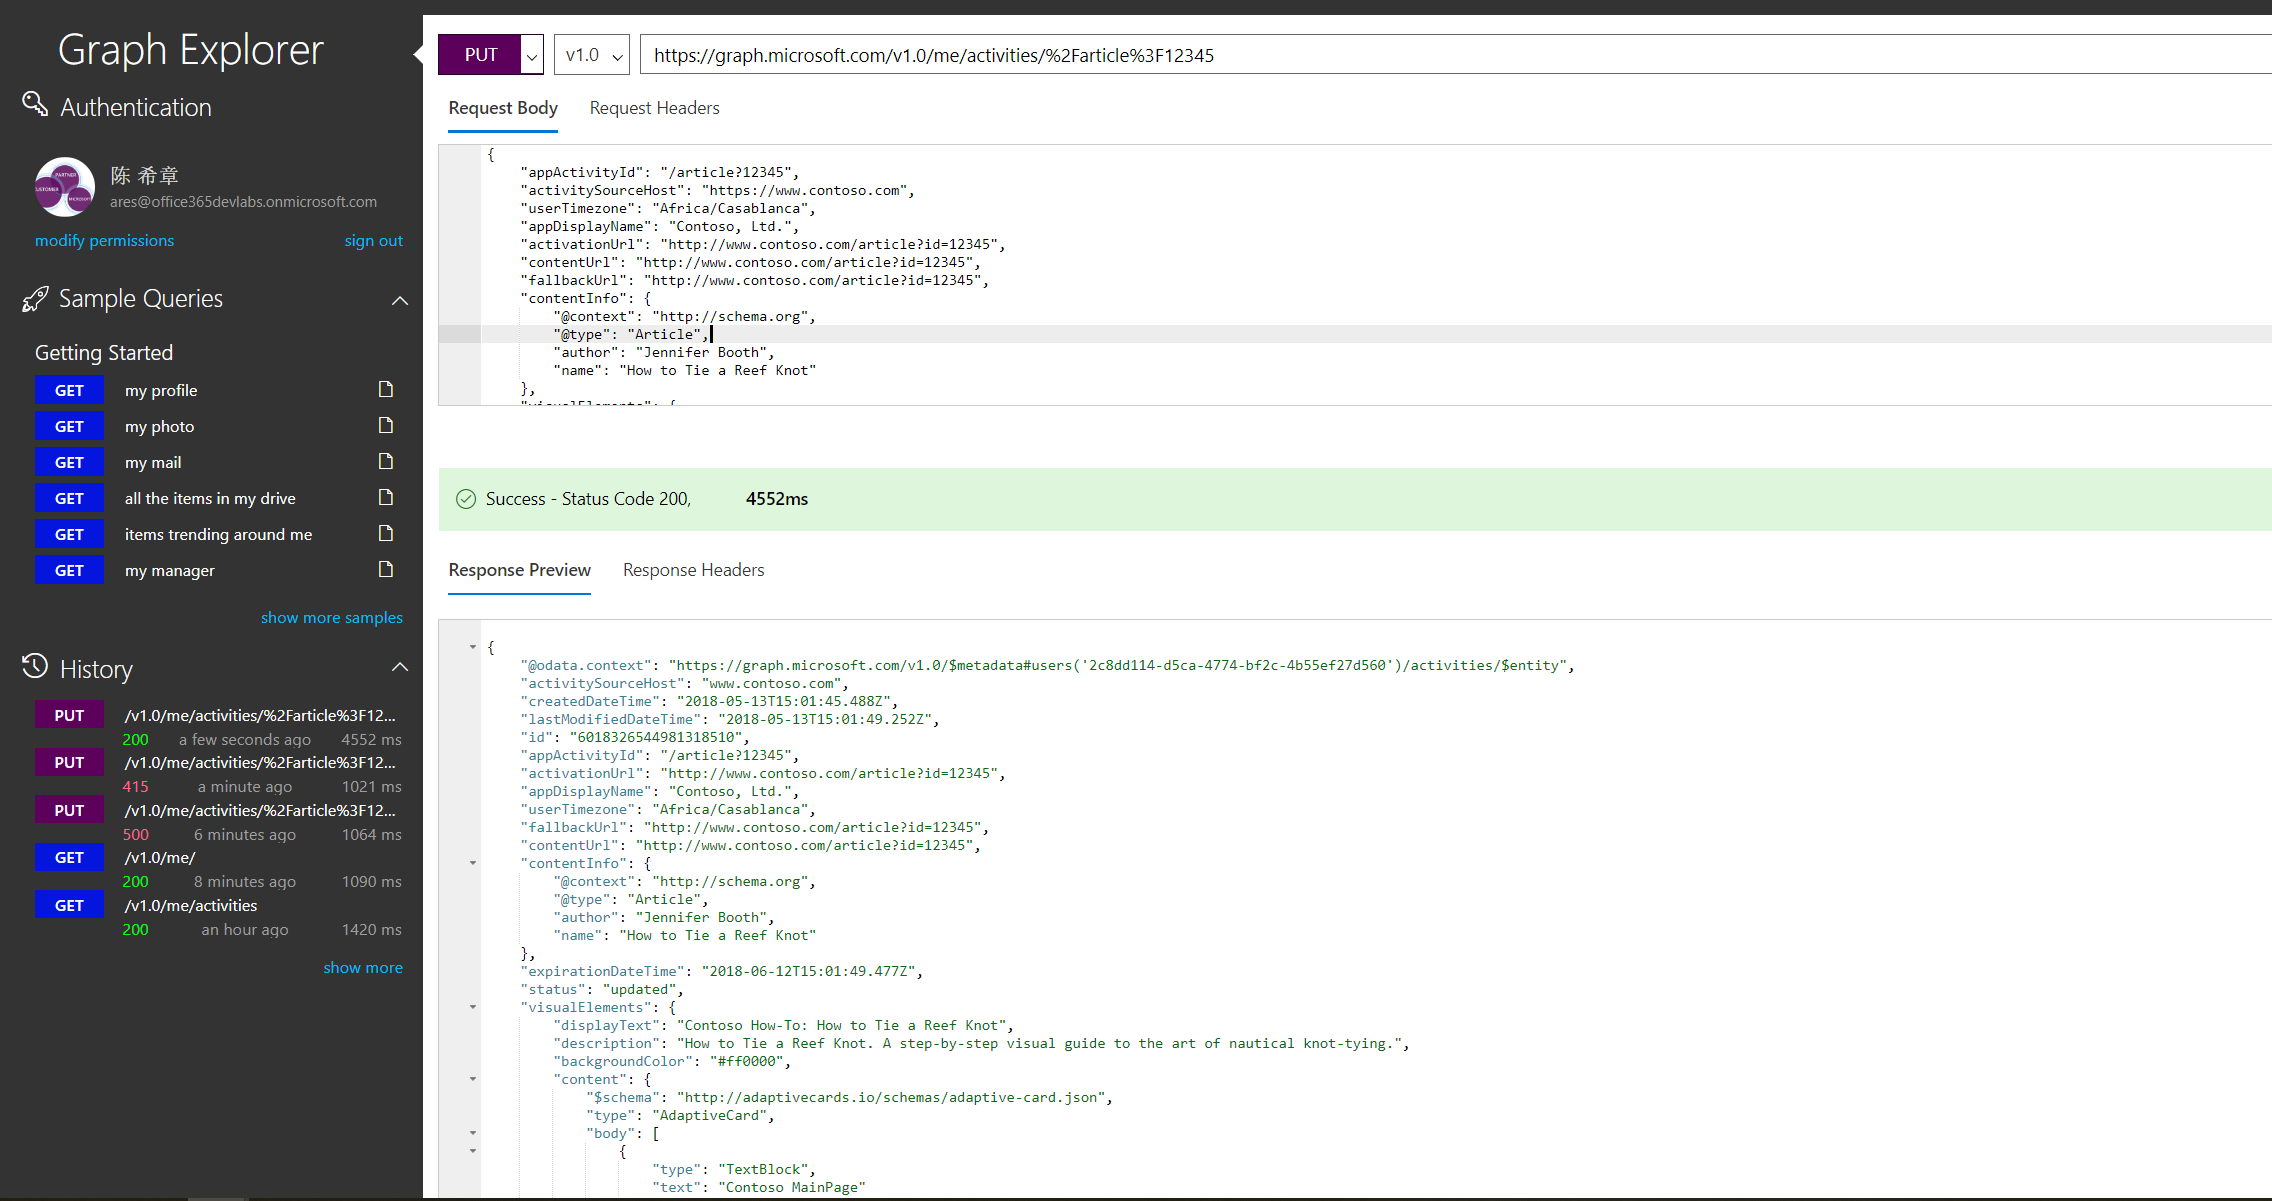 Graph Explorer
Authentication
陈 希章
ares@office365devlabs.onmicrosoft.com
modify permissions
sign out
Sample Queries
Getting Started
GET my profile
GET my photo
GET my mail
GET all the items in my drive
GET items trending around me
GET my manager
show more samples
History
PUT /v1.0/me/activities/%2Farticle%3F12...
200 a few seconds ago 4552 ms
PUT /v1.0/me/activities/%2Farticle%3F12...
415 a minute ago 1021 ms
PUT /v1.0/me/activities/%2Farticle%3F12...
500 6 minutes ago 1064 ms
GET /v1.0/me/
200 8 minutes ago 1090 ms
GET /v1.0/me/activities
200 an hour ago 1420 ms
show more
PUT v1.0 https://graph.microsoft.com/v1.0/me/activities/%2Farticle%3F12345
Request Body Request Headers
{
"appActivityId": "/article?12345",
"activitySourceHost": "https://www.contoso.com",
"userTimezone": "Africa/Casablanca",
"appDisplayName": "Contoso, Ltd.",
"activationUrl": "http://www.contoso.com/article?id=12345",
"contentUrl": "http://www.contoso.com/article?id=12345",
"fallbackUrl": "http://www.contoso.com/article?id=12345",
"contentInfo": {
"@context": "http://schema.org",
"@type": "Article",
"author": "Jennifer Booth",
"name": "How to Tie a Reef Knot"
},
"visualElements": {
Success - Status Code 200, 4552ms
Response Preview Response Headers
{
"@odata.context": "https://graph.microsoft.com/v1.0/$metadata#users('2c8dd114-d5ca-4774-bf2c-4b55ef27d560')/activities/$entity",
"activitySourceHost": "www.contoso.com",
"createdDateTime": "2018-05-13T15:01:45.488Z",
"lastModifiedDateTime": "2018-05-13T15:01:49.252Z",
"id": "6018326544981318510",
"appActivityId": "/article?12345",
"activationUrl": "http://www.contoso.com/article?id=12345",
"appDisplayName": "Contoso, Ltd.",
"userTimezone": "Africa/Casablanca",
"fallbackUrl": "http://www.contoso.com/article?id=12345",
"contentUrl": "http://www.contoso.com/article?id=12345",
"contentInfo": {
"@context": "http://schema.org",
"@type": "Article",
"author": "Jennifer Booth",
"name": "How to Tie a Reef Knot"
},
"expirationDateTime": "2018-06-12T15:01:49.477Z",
"status": "updated",
"visualElements": {
"displayText": "Contoso How-To: How to Tie a Reef Knot",
"description": "How to Tie a Reef Knot. A step-by-step visual guide to the art of nautical knot-tying.",
"backgroundColor": "#ff0000",
"content": {
"$schema": "http://adaptivecards.io/schemas/adaptive-card.json",
"type": "AdaptiveCard",
"body": [
{
"type": "TextBlock",
"text": "Contoso MainPage"